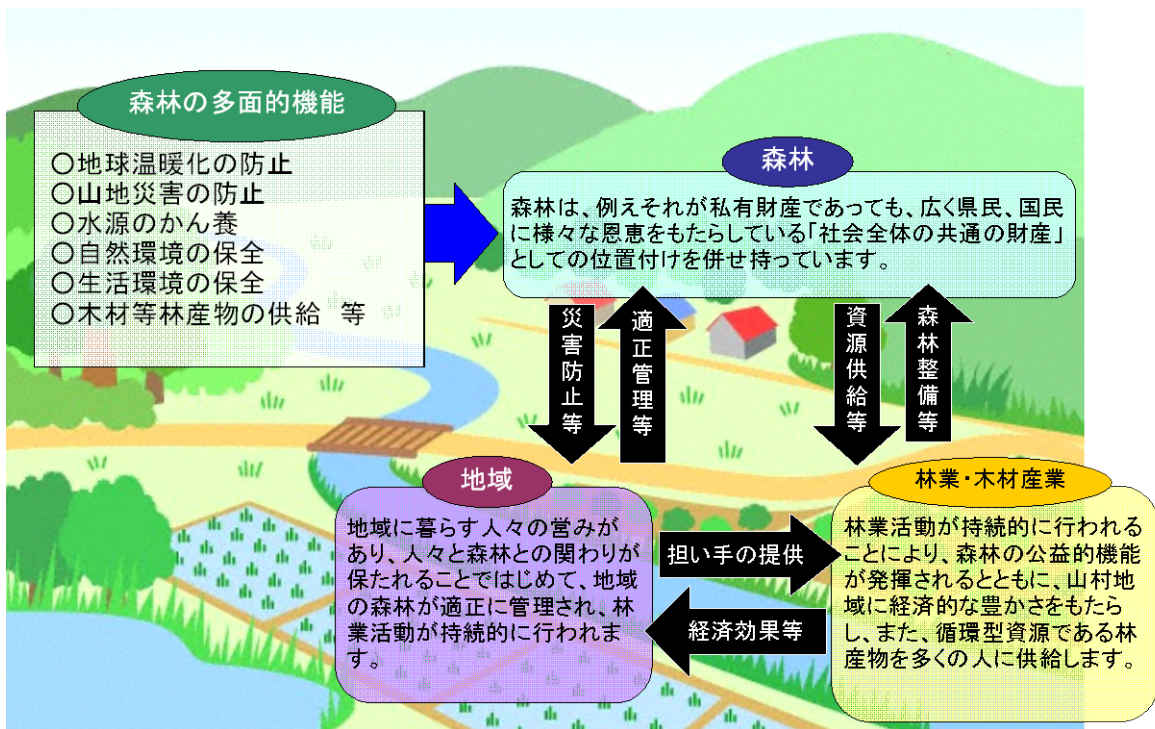 森林の多面的機能
〇地球温暖化の防止
〇山地災害の防止
〇水源のかん養
〇自然環境の保全
〇生活環境の保全
〇木材等林産物の供給　等
森林
森林は、例えそれが私有財産であっても、広く県民、国民
に様々な恩恵をもたらしている「社会全体の共通の財産」
としての位置付けを併せ持っています。
災害防止等
適正管理等
資源供給等
森林整備等
地域
地域に暮らす人々の営みが
あり、人々と森林との関わりが
保たれることではじめて、地域
の森林が適正に管理され、林
業活動が持続的に行われま
す。
担い手の提供
経済効果等
林業・木材産業
林業活動が持続的に行われる
ことにより、森林の公益的機能
が発揮されるとともに、山村地
域に経済的な豊かさをもたら
し、また、循環型資源である林
産物を多くの人に供給します。